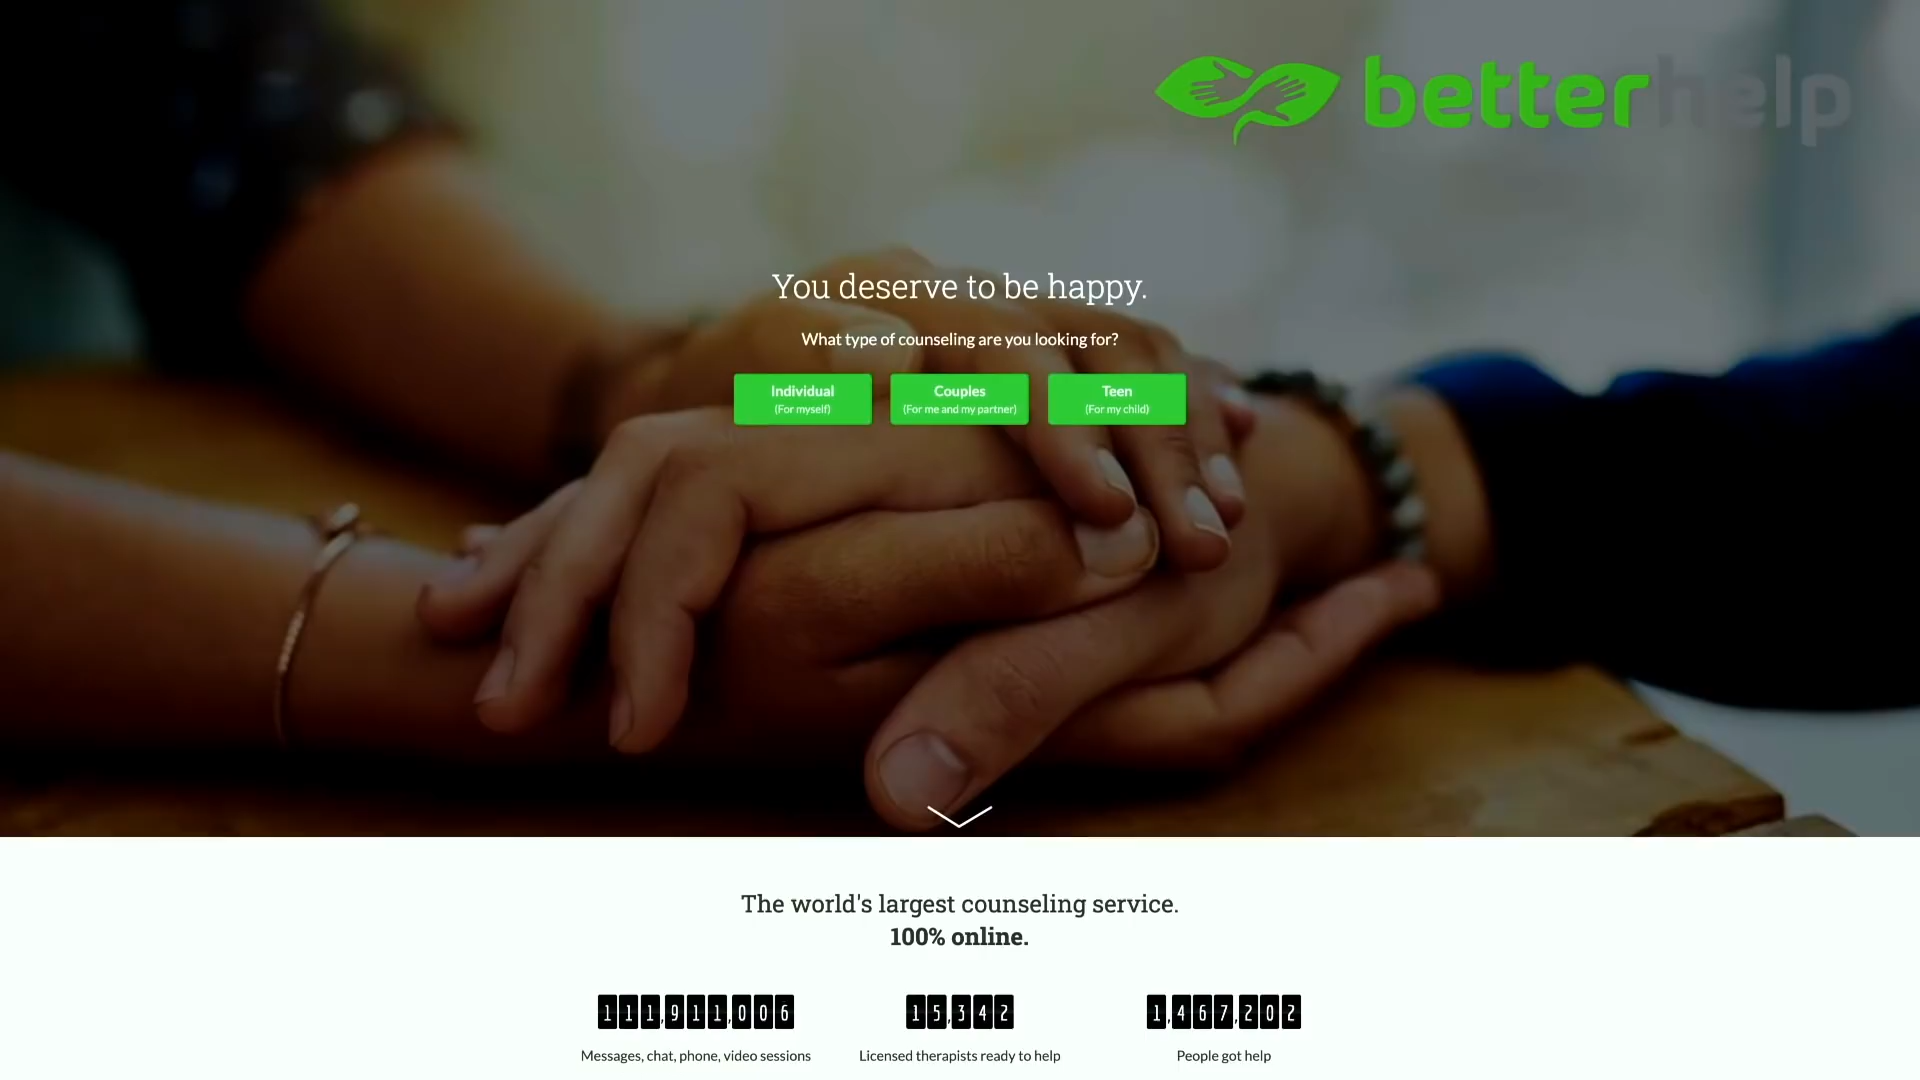 betterhelp
You deserve to be happy.
What type of counseling are you looking for?
Individual
(For myself)
Couples
(For me and my partner)
Teen
(For my child)
The world's largest counseling service.
100% online.
111,911,006
Messages, chat, phone, video sessions
15,342
Licensed therapists ready to help
1,467,202
People got help